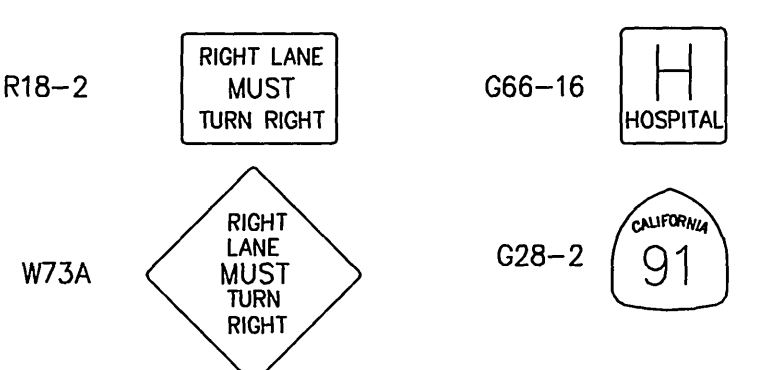 R18-2
RIGHT LANE
MUST
TURN RIGHT
G66-16
H
HOSPITAL
W73A
RIGHT
LANE
MUST
TURN
RIGHT
G28-2
CALIFORNIA
91